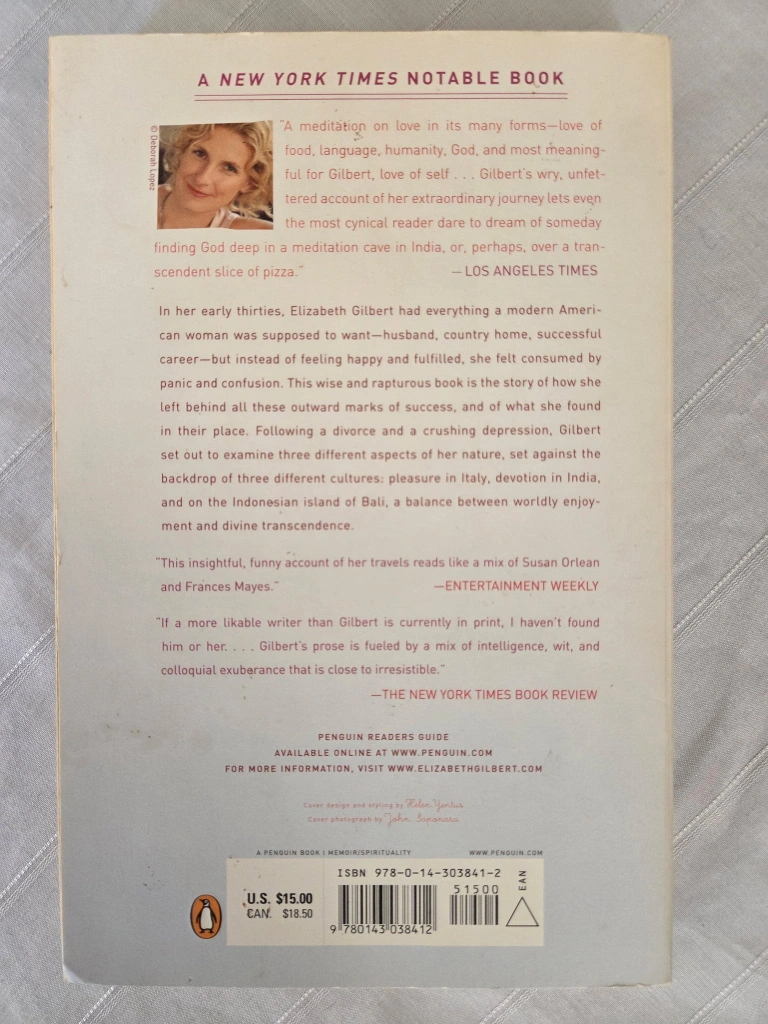 A NEW YORK TIMES NOTABLE BOOK
© Deborah Lopez
"A meditation on love in its many forms—love of
food, language, humanity, God, and most meaning-
ful for Gilbert, love of self . . . Gilbert's wry, unfet-
tered account of her extraordinary journey lets even
the most cynical reader dare to dream of someday
finding God deep in a meditation cave in India, or, perhaps, over a tran-
scendent slice of pizza." —LOS ANGELES TIMES
In her early thirties, Elizabeth Gilbert had everything a modern Ameri-
can woman was supposed to want—husband, country home, successful
career—but instead of feeling happy and fulfilled, she felt consumed by
panic and confusion. This wise and rapturous book is the story of how she
left behind all these outward marks of success, and of what she found
in their place. Following a divorce and a crushing depression, Gilbert
set out to examine three different aspects of her nature, set against the
backdrop of three different cultures: pleasure in Italy, devotion in India,
and on the Indonesian island of Bali, a balance between worldly enjoy-
ment and divine transcendence.
"This insightful, funny account of her travels reads like a mix of Susan Orlean
and Frances Mayes." —ENTERTAINMENT WEEKLY
"If a more likable writer than Gilbert is currently in print, I haven't found
him or her. . . . Gilbert's prose is fueled by a mix of intelligence, wit, and
colloquial exuberance that is close to irresistible."
—THE NEW YORK TIMES BOOK REVIEW
PENGUIN READERS GUIDE
AVAILABLE ONLINE AT WWW.PENGUIN.COM
FOR MORE INFORMATION, VISIT WWW.ELIZABETHGILBERT.COM
Cover design and styling by Helen Yentus
Cover photograph by John Saponara
A PENGUIN BOOK | MEMOIR/SPIRITUALITY WWW.PENGUIN.COM
ISBN 978-0-14-303841-2
U.S. $15.00
CAN. $18.50
51500
EAN
9 780143 038412